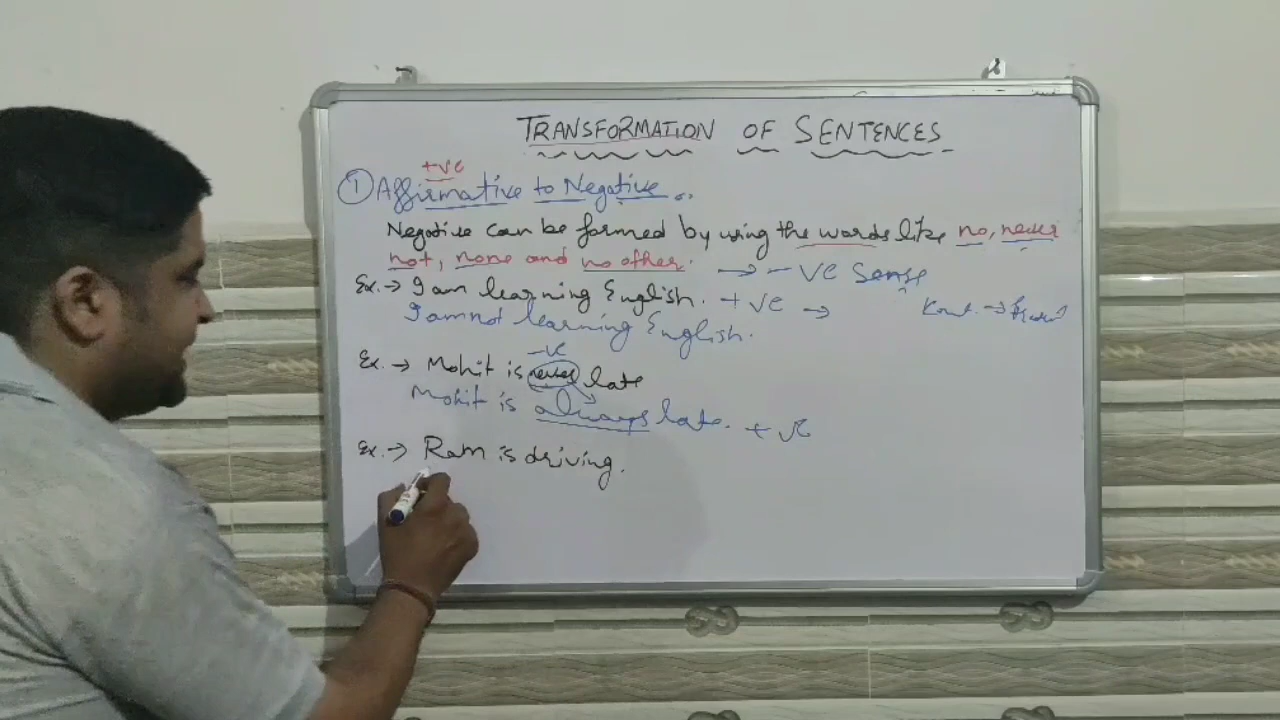 TRANSFORMATION OF SENTENCES
+ve
① Affirmative to Negative
Negative can be formed by using the words like no, never
not, none and no other. → -ve Sense
Ex. → I am learning English. +ve →
I am not learning English.
-ve
Ex. → Mohit is never late
Mohit is always late. +ve
Ex. → Ram is driving.